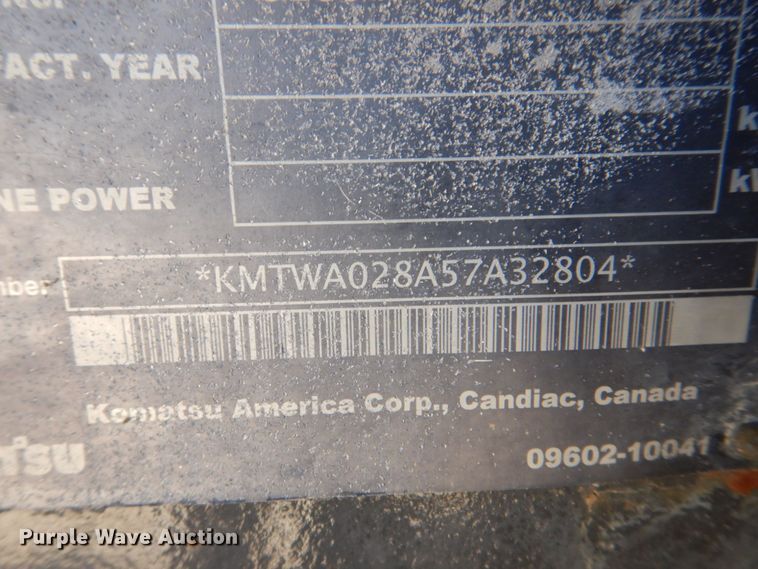 FACT. YEAR
NE POWER
*KMTWA028A57A32804*
Komatsu America Corp., Candiac, Canada
09602-10041
Purple Wave Auction